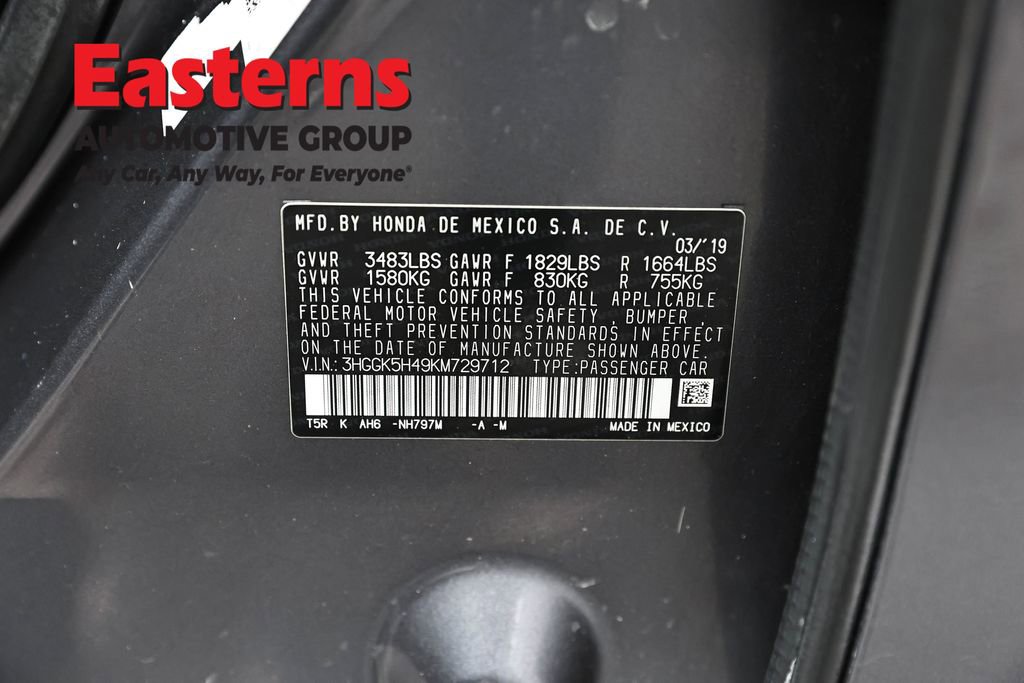 Easterns
AUTOMOTIVE GROUP
Any Car, Any Way, For Everyone®
MFD. BY HONDA DE MEXICO S.A. DE C.V.
03/'19
GVWR 3483LBS GAWR F 1829LBS R 1664LBS
GVWR 1580KG GAWR F 830KG R 755KG
THIS VEHICLE CONFORMS TO ALL APPLICABLE
FEDERAL MOTOR VEHICLE SAFETY , BUMPER ,
AND THEFT PREVENTION STANDARDS IN EFFECT
ON THE DATE OF MANUFACTURE SHOWN ABOVE.
V.I.N.: 3HGGK5H49KM729712 TYPE:PASSENGER CAR
T5R K AH6 -NH797M -A -M MADE IN MEXICO